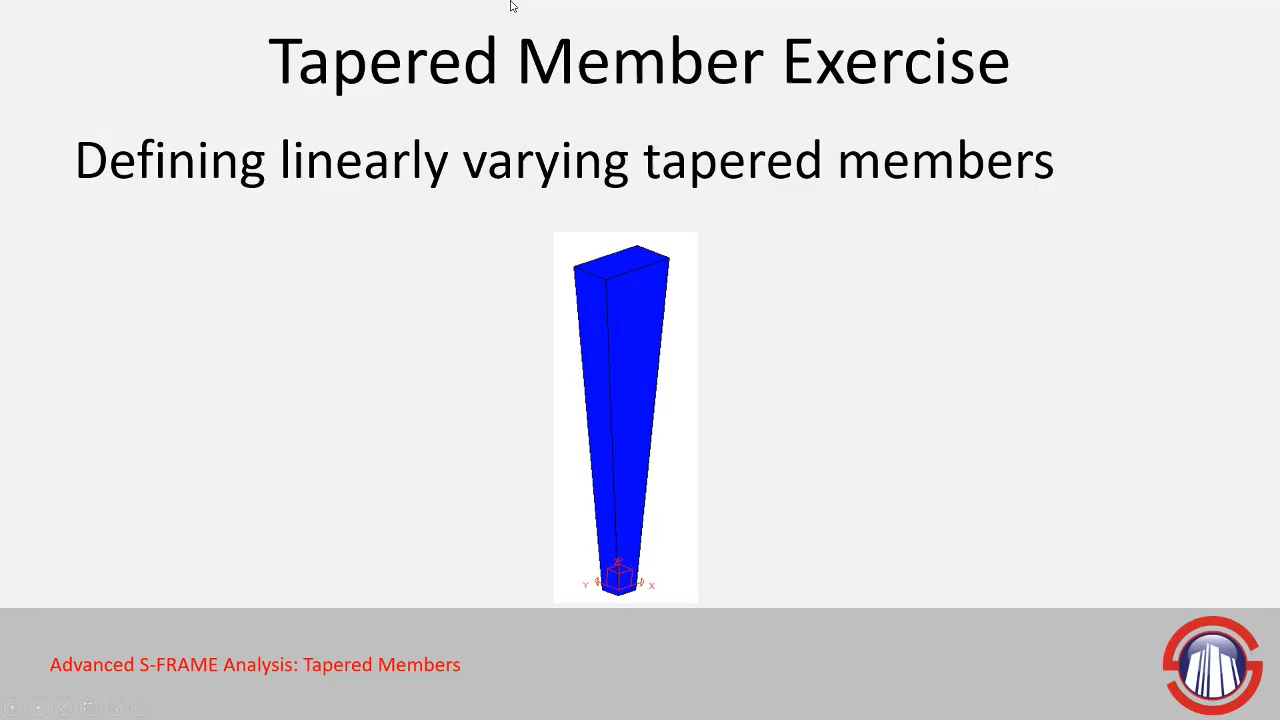 Tapered Member Exercise
Defining linearly varying tapered members
Z
Y
X
Advanced S-FRAME Analysis: Tapered Members